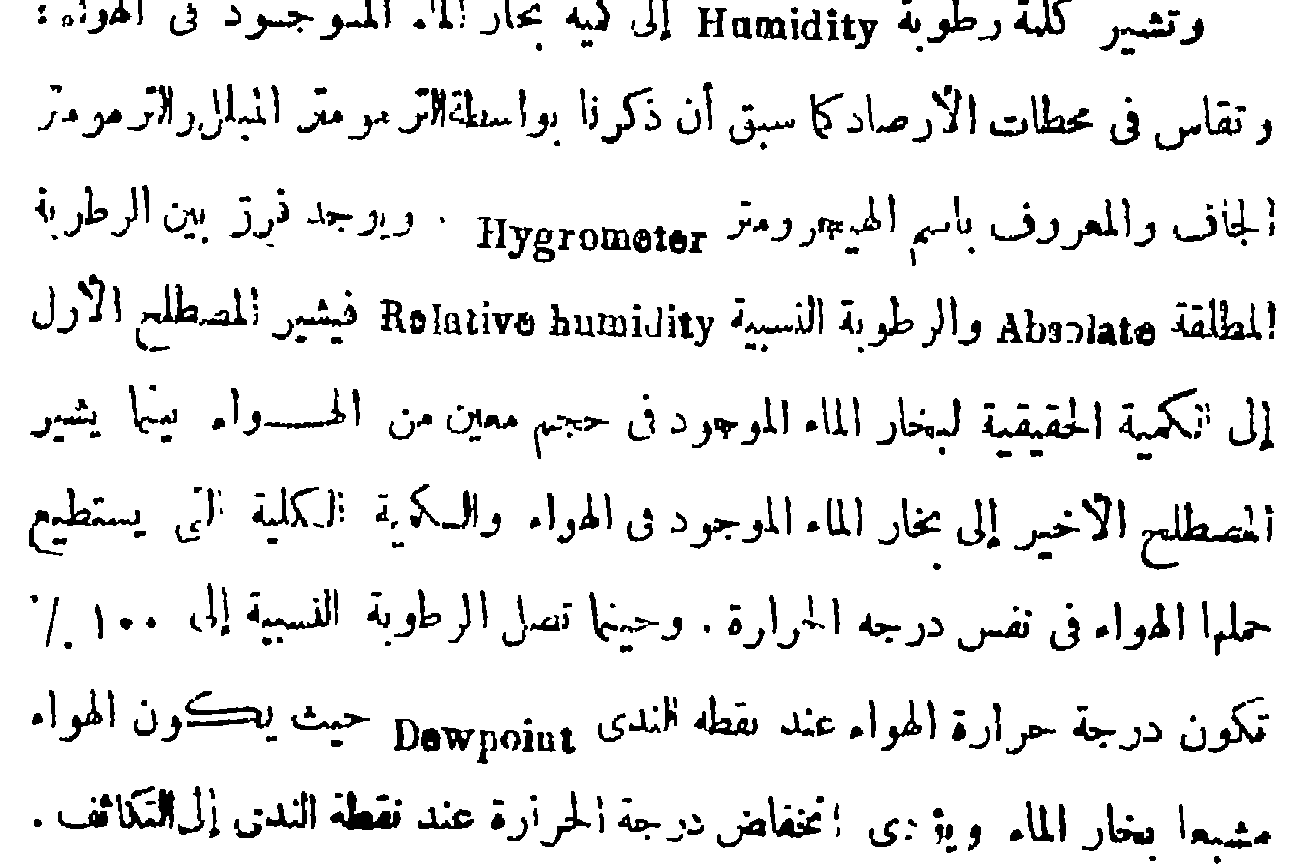 وتشير كلمة رطوبة Humidity إلى كمية بخار الماء الموجود فى الهواء ؛
وتقاس فى محطات الأرصاد كما سبق أن ذكرنا بواسطة الترمومتر المبلل والترمومتر
الجاف والمعروف باسم الهيجرومتر Hygrometer . ويوجد فرق بين الرطوبة
المطلقة Absolute والرطوبة النسبية Relative humidity فيشير المصطلح الأول
إلى الكمية الحقيقية لبخار الماء الموجود فى حجم معين من الهـــواء بينما يشير
المصطلح الأخير إلى بخار الماء الموجود فى الهواء والكمية الكلية التى يستطيع
حملها الهواء فى نفس درجه الحرارة . وحينما تصل الرطوبة النسبية إلى ١٠٠ ٪
تكون درجة حرارة الهواء عند نقطه الندى Dewpoint حيث يكون الهواء
مشبعا ببخار الماء ويؤدى انخفاض درجة الحرارة عند نقطة الندى إلى التكاثف .